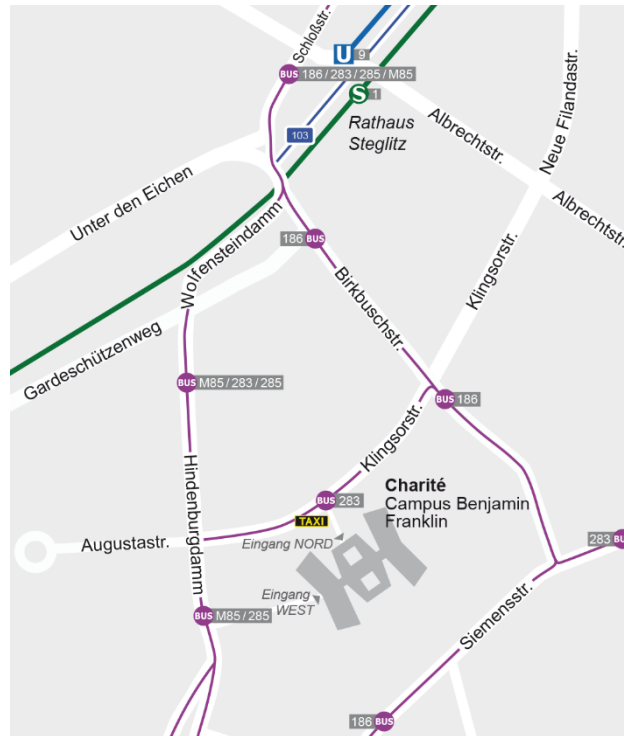 Schloßstr.
U 9
BUS 186 / 283 / 285 / M85
S 1
Rathaus
Steglitz
Albrechtstr.
Neue Filandastr.
103
Unter den Eichen
Albrechtstr.
Wolfensteindamm
186 BUS
Klingsorstr.
Birkbuschstr.
Gardeschützenweg
BUS M85 / 283 / 285
BUS 186
Klingsorstr.
Hindenburgdamm
Charité
Campus Benjamin
Franklin
BUS 283
TAXI
Augustastr.
Eingang NORD
283 BU
Eingang
WEST
BUS M85 / 285
Siemensstr.
186 BUS